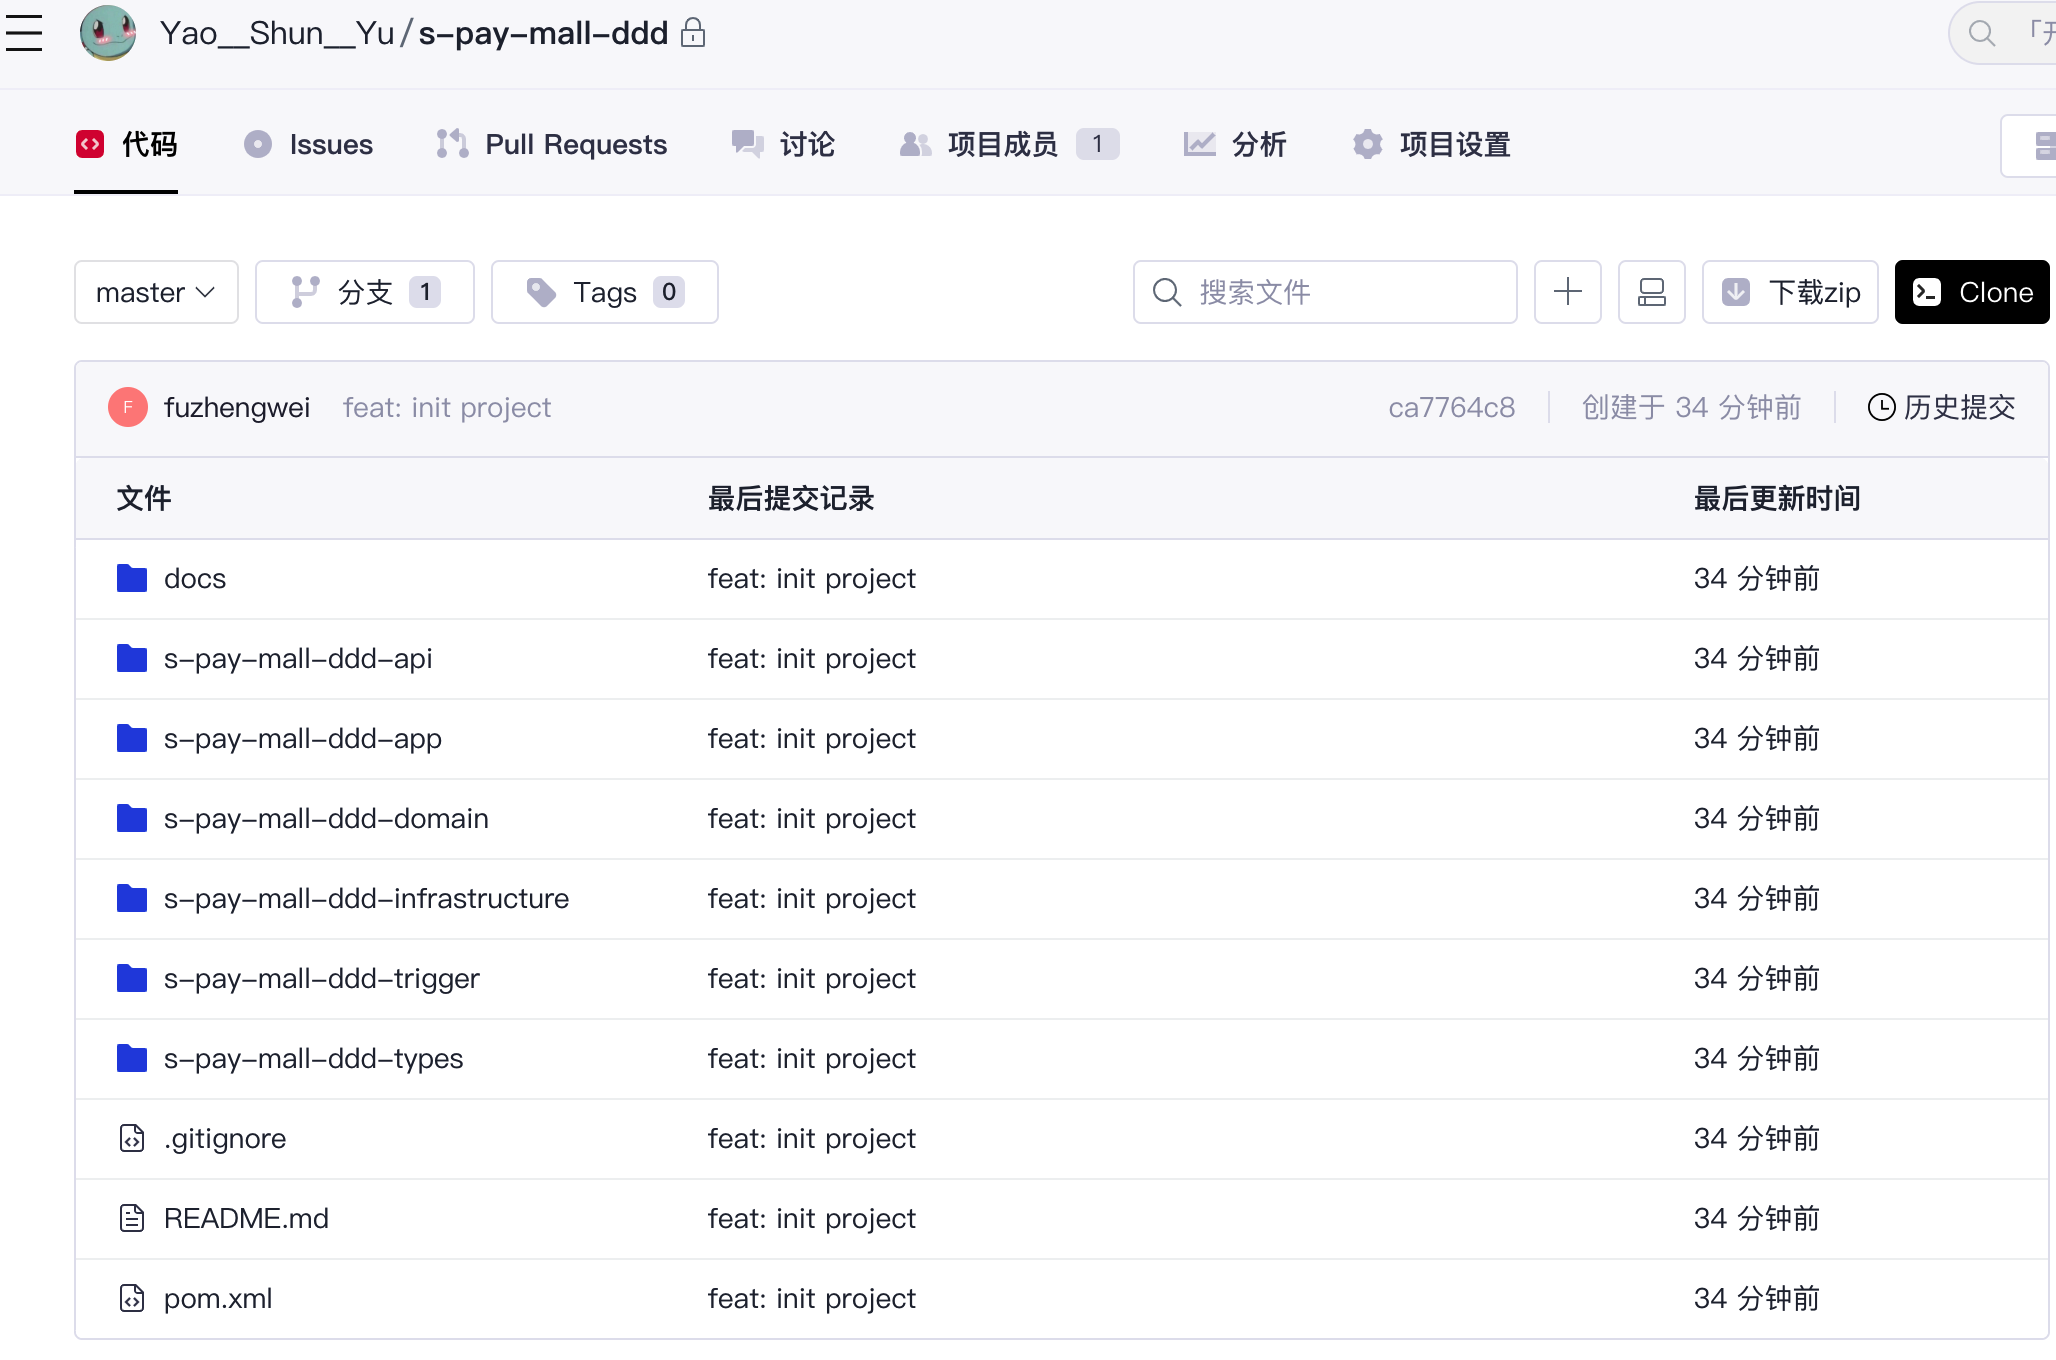 Yao__Shun__Yu/s-pay-mall-ddd
代码 Issues Pull Requests 讨论 项目成员 1 分析 项目设置
master 分支 1 Tags 0 搜索文件 下载zip Clone
F fuzhengwei feat: init project ca7764c8 创建于 34 分钟前 历史提交
文件 最后提交记录 最后更新时间
docs feat: init project 34 分钟前
s-pay-mall-ddd-api feat: init project 34 分钟前
s-pay-mall-ddd-app feat: init project 34 分钟前
s-pay-mall-ddd-domain feat: init project 34 分钟前
s-pay-mall-ddd-infrastructure feat: init project 34 分钟前
s-pay-mall-ddd-trigger feat: init project 34 分钟前
s-pay-mall-ddd-types feat: init project 34 分钟前
.gitignore feat: init project 34 分钟前
README.md feat: init project 34 分钟前
pom.xml feat: init project 34 分钟前